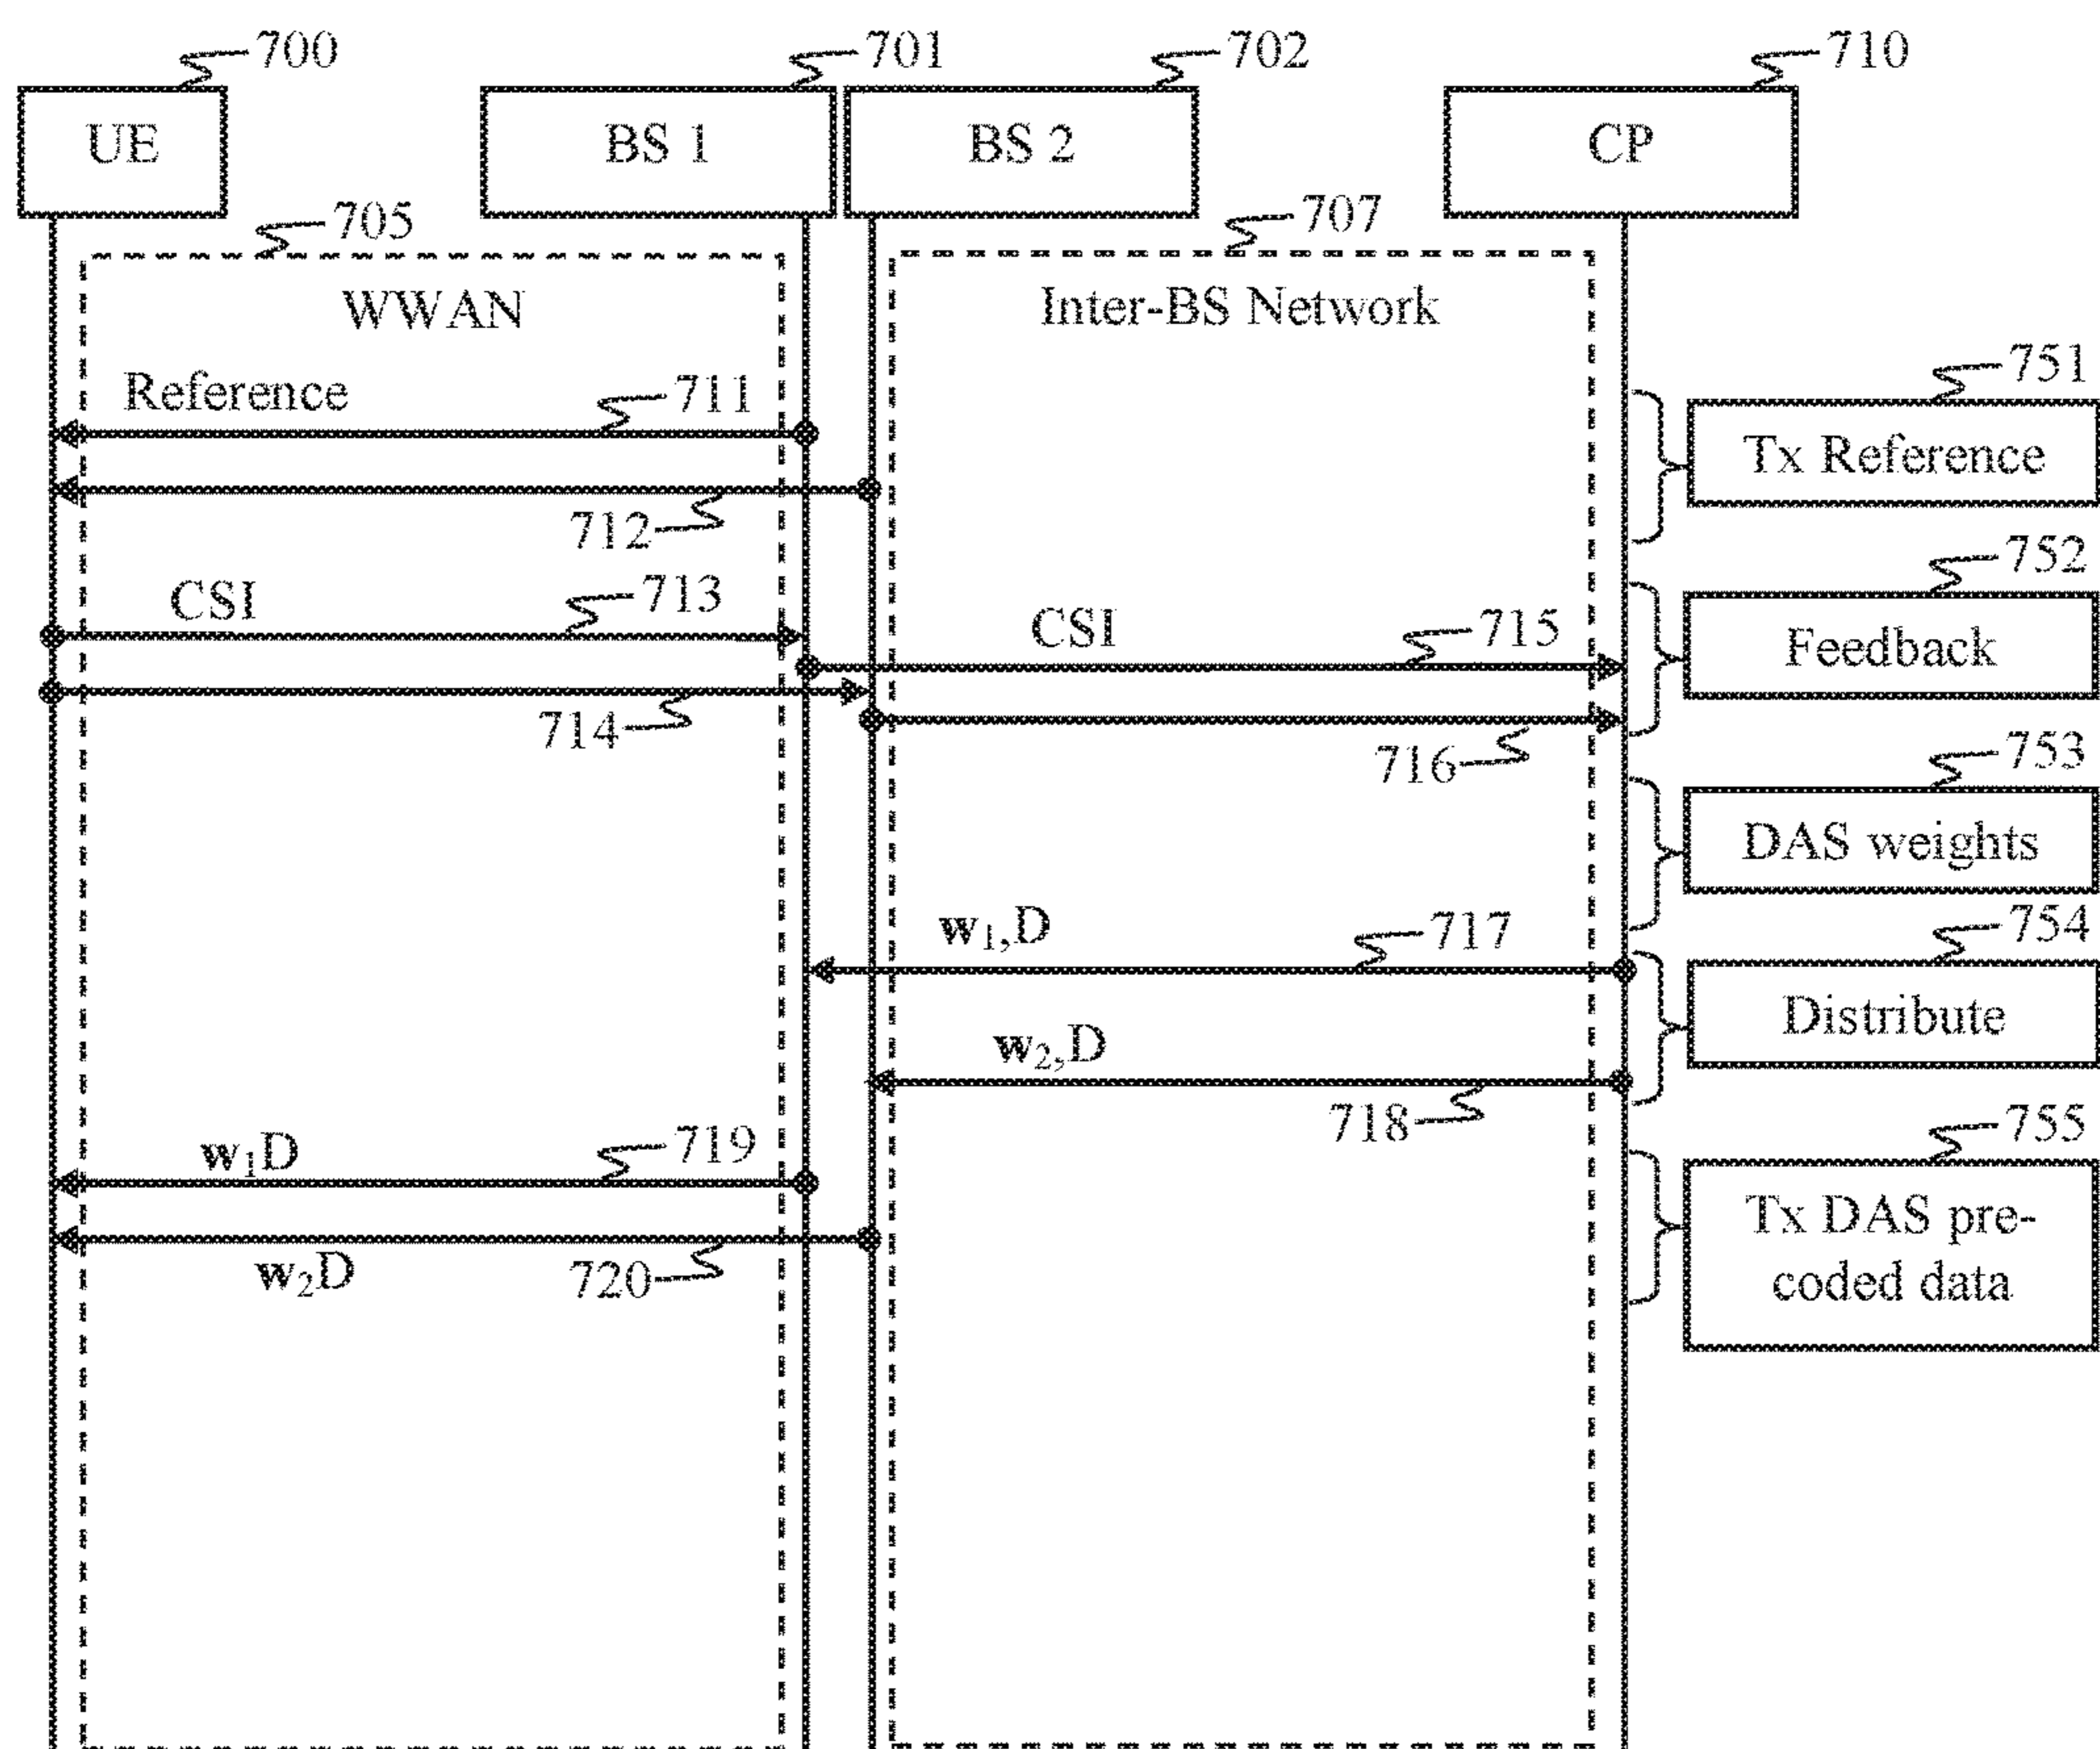 700
701
702
710
UE
BS 1
BS 2
CP
705
707
WWAN
Inter-BS Network
Reference
711
751
Tx Reference
712
CSI
713
CSI
715
752
Feedback
714
716
753
DAS weights
w₁,D
717
754
Distribute
w₂,D
718
w₁D
719
755
Tx DAS pre-
coded data
w₂D
720